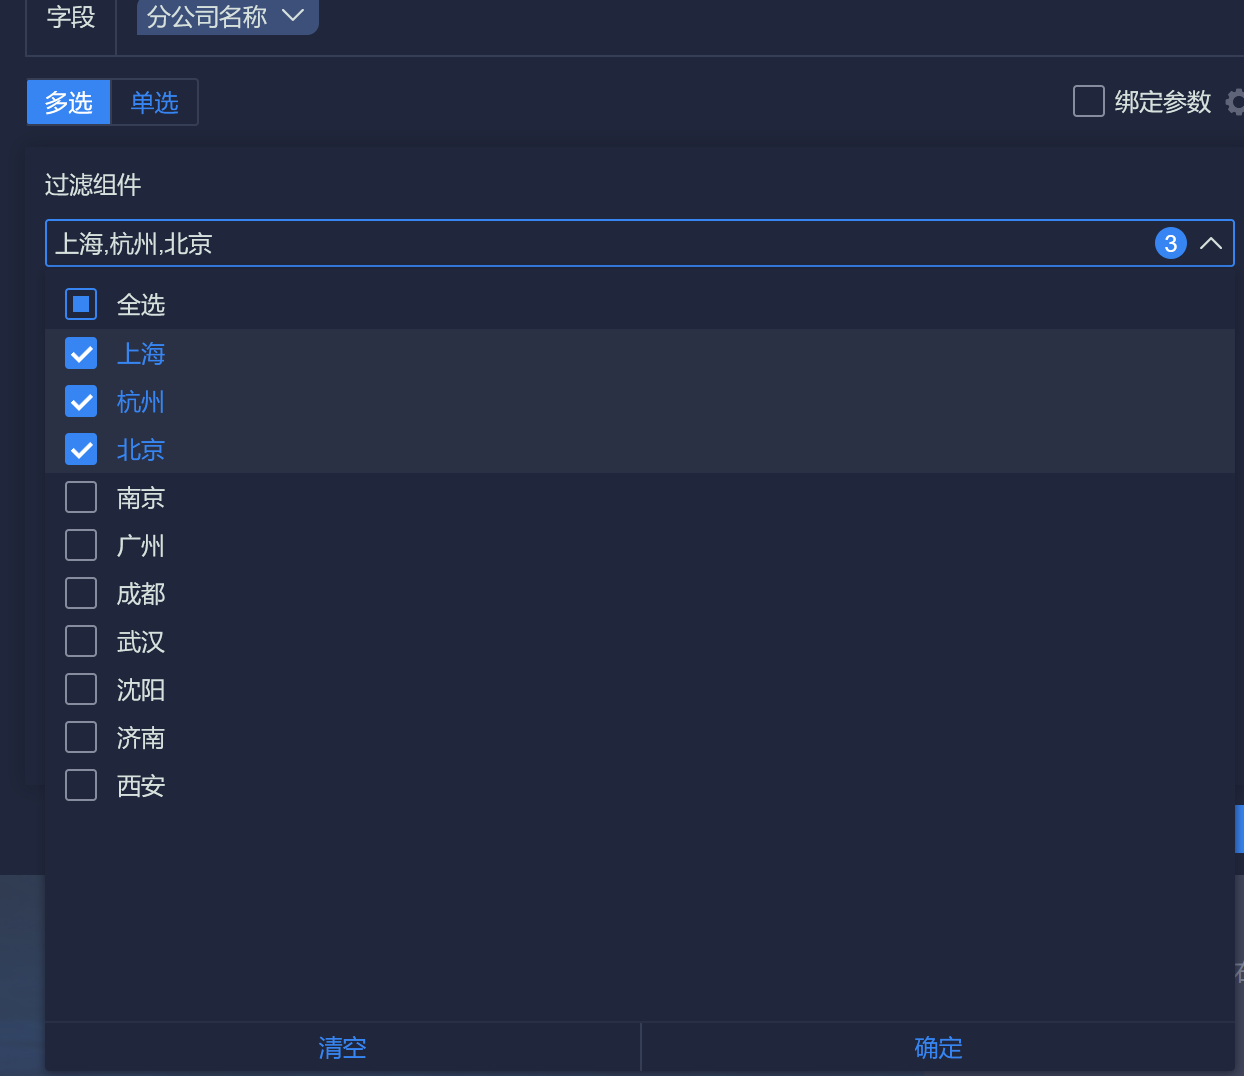 字段 分公司名称
多选 单选 绑定参数
过滤组件
上海,杭州,北京 3
全选
上海
杭州
北京
南京
广州
成都
武汉
沈阳
济南
西安
清空 确定